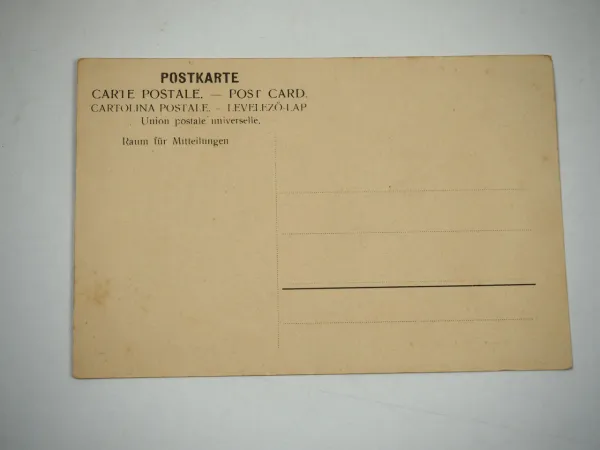 POSTKARTE
CARTE POSTALE. — POST CARD.
CARTOLINA POSTALE. – LEVELEZŐ-LAP
Union postale universelle.
Raum für Mitteilungen